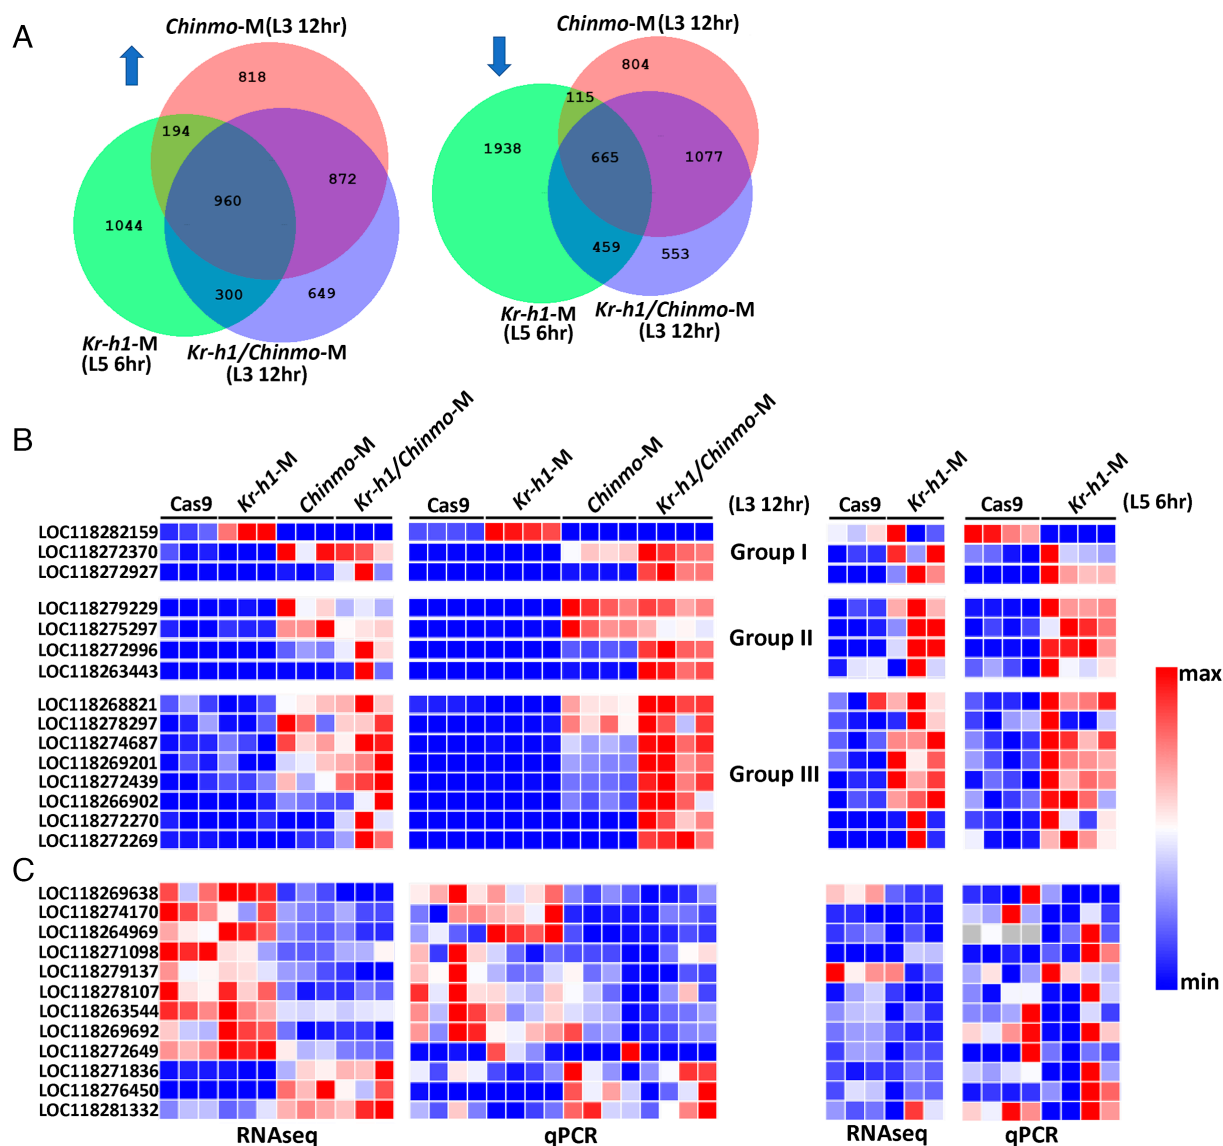 A
Chinmo-M(L3 12hr)
818
194
872
960
1044
300
649
Kr-h1-M
(L5 6hr)
Kr-h1/Chinmo-M
(L3 12hr)
Chinmo-M(L3 12hr)
804
115
1938
665
1077
459
553
Kr-h1-M
(L5 6hr)
Kr-h1/Chinmo-M
(L3 12hr)
B
Cas9 Kr-h1-M Chinmo-M Kr-h1/Chinmo-M
Cas9 Kr-h1-M Chinmo-M Kr-h1/Chinmo-M
(L3 12hr)
Cas9 Kr-h1-M
Cas9 Kr-h1-M
(L5 6hr)
LOC118282159
LOC118272370
LOC118272927
Group I
LOC118279229
LOC118275297
LOC118272996
LOC118263443
Group II
LOC118268821
LOC118278297
LOC118274687
LOC118269201
LOC118272439
LOC118266902
LOC118272270
LOC118272269
Group III
max
min
C
LOC118269638
LOC118274170
LOC118264969
LOC118271098
LOC118279137
LOC118278107
LOC118263544
LOC118269692
LOC118272649
LOC118271836
LOC118276450
LOC118281332
RNAseq
qPCR
RNAseq
qPCR